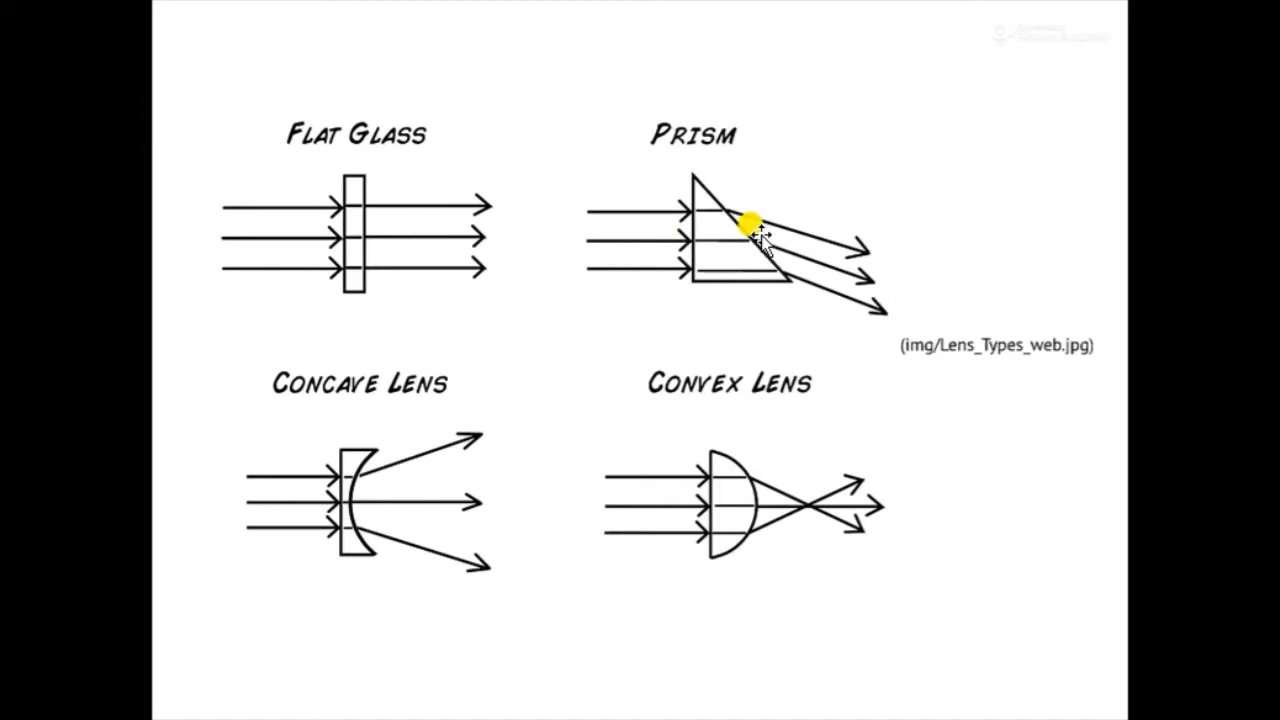 Flat Glass
Prism
(img/Lens_Types_web.jpg)
Concave Lens
Convex Lens